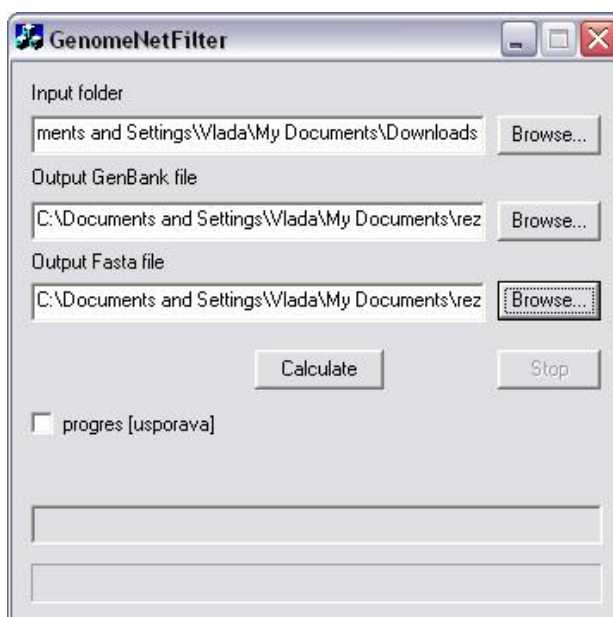 GenomeNetFilter
Input folder
ments and Settings\Vlada\My Documents\Downloads
Browse...
Output GenBank file
C:\Documents and Settings\Vlada\My Documents\rez
Browse...
Output Fasta file
C:\Documents and Settings\Vlada\My Documents\rez
Browse...
Calculate
Stop
progres [usporava]